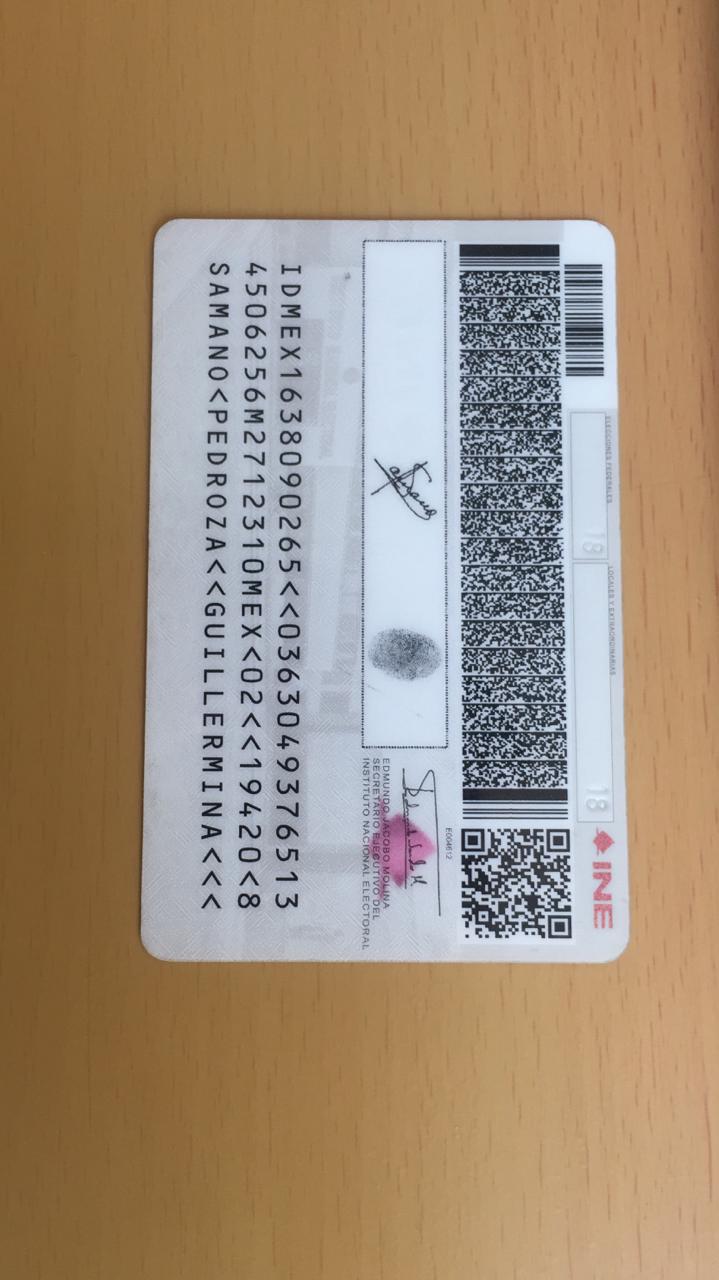 ELECCIONES FEDERALES
LOCALES Y EXTRAORDINARIAS
18
18
INE
E004612
EDMUNDO JACOBO MOLINA
SECRETARIO EJECUTIVO DEL
INSTITUTO NACIONAL ELECTORAL
IDMEX1638090265<<0363049376513
4506256M2712310MEX<02<<19420<8
SAMANO<PEDROZA<<GUILLERMINA<<<